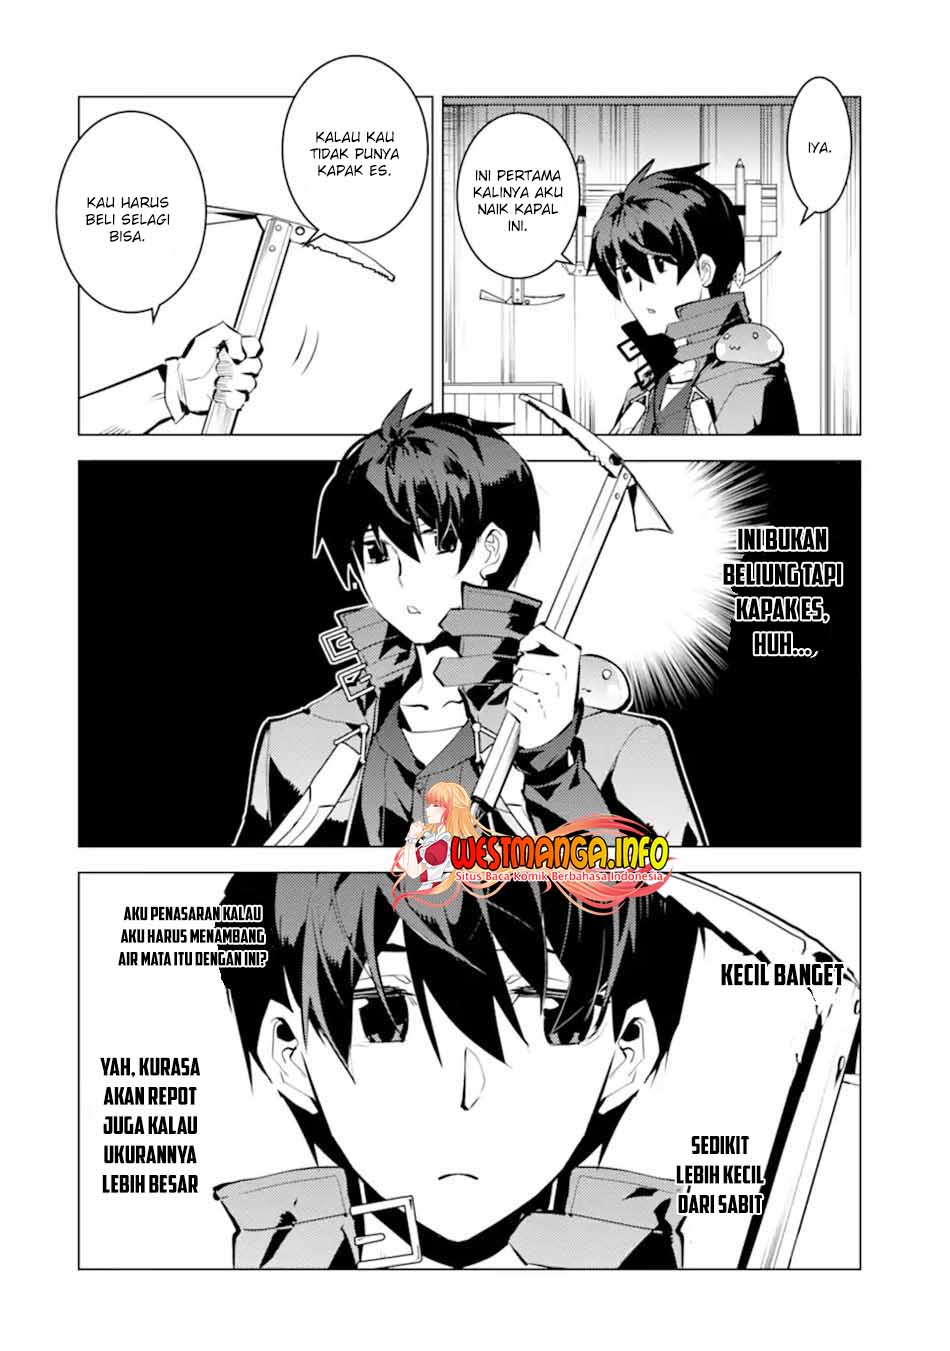 IYA.
INI PERTAMA
KALINYA AKU
NAIK KAPAL
INI.
KALAU KAU
TIDAK PUNYA
KAPAK ES.
KAU HARUS
BELI SELAGI
BISA.
INI BUKAN
BELIUNG TAPI
KAPAK ES,
HUH...
WESTMANGA.INFO
Situs Baca Komik Berbahasa Indonesia
KECIL BANGET
SEDIKIT
LEBIH KECIL
DARI SABIT
AKU PENASARAN KALAU
AKU HARUS MENAMBANG
AIR MATA ITU DENGAN INI?
YAH, KURASA
AKAN REPOT
JUGA KALAU
UKURANNYA
LEBIH BESAR